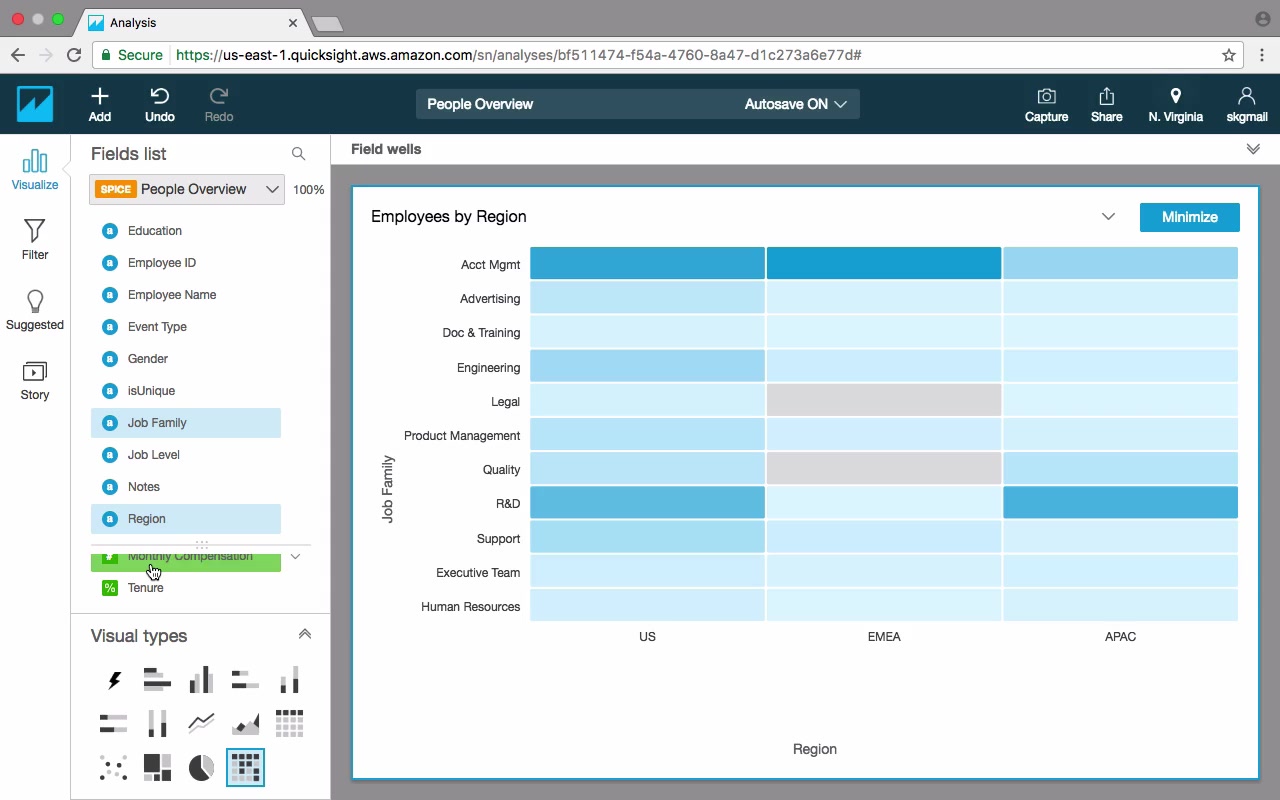 Analysis
Secure https://us-east-1.quicksight.aws.amazon.com/sn/analyses/bf511474-f54a-4760-8a47-d1c273a6e77d#
Add
Undo
Redo
People Overview
Autosave ON
Capture
Share
N. Virginia
skgmail
Visualize
Filter
Suggested
Story
Fields list
SPICE People Overview 100%
a Education
a Employee ID
a Employee Name
a Event Type
a Gender
a isUnique
a Job Family
a Job Level
a Notes
a Region
# Monthly Compensation
% Tenure
Visual types
Field wells
Employees by Region
Minimize
Job Family
Acct Mgmt
Advertising
Doc & Training
Engineering
Legal
Product Management
Quality
R&D
Support
Executive Team
Human Resources
US EMEA APAC
Region